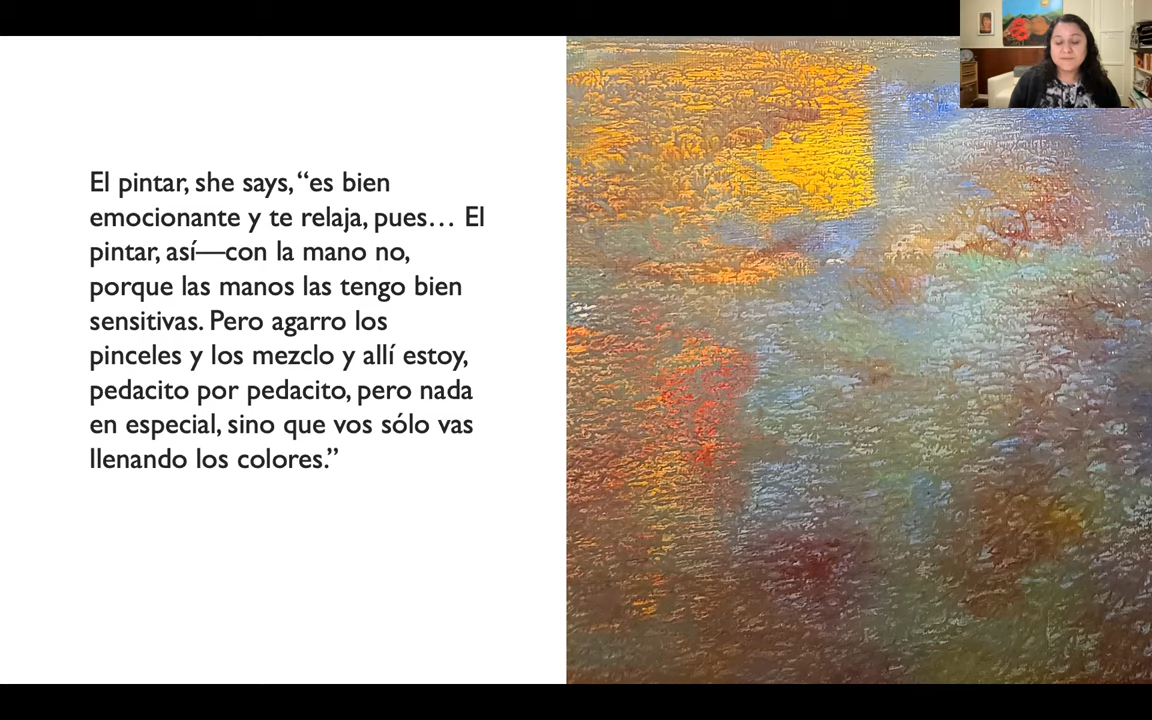 El pintar, she says, “es bien
emocionante y te relaja, pues… El
pintar, así—con la mano no,
porque las manos las tengo bien
sensitivas. Pero agarro los
pinceles y los mezclo y allí estoy,
pedacito por pedacito, pero nada
en especial, sino que vos sólo vas
llenando los colores.”